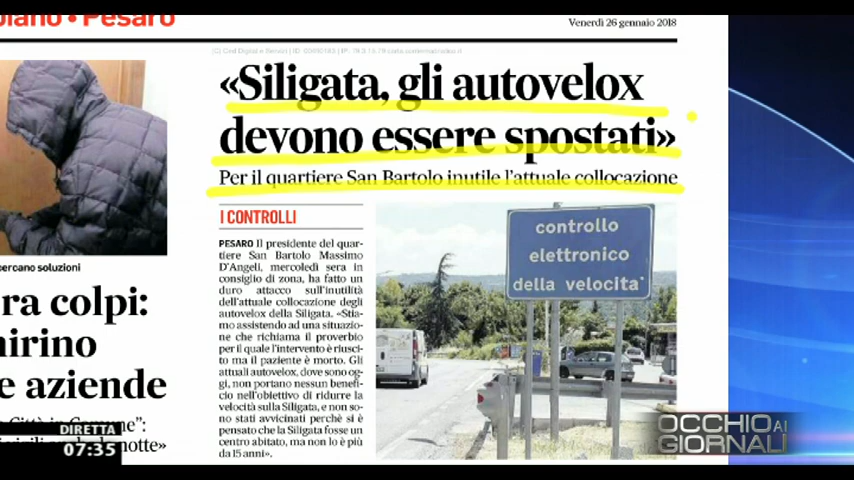 • Pesaro
Venerdì 26 gennaio 2018
«Siligata, gli autovelox
devono essere spostati»
Per il quartiere San Bartolo inutile l'attuale collocazione
I CONTROLLI
PESARO Il presidente del quar-
tiere San Bartolo Massimo
D'Angeli, mercoledì sera in
consiglio di zona, ha fatto un
duro attacco sull'inutilità
dell'attuale collocazione degli
autovelox della Siligata. «Stia-
mo assistendo ad una situazio-
ne che richiama il proverbio
per il quale l'intervento è riusci-
to ma il paziente è morto. Gli
attuali autovelox, dove sono og-
gi, non portano nessun benefi-
cio nell'obiettivo di ridurre la
velocità sulla Siligata, e non so-
no stati avvicinati perchè si è
pensato che la Siligata fosse un
centro abitato, ma non lo è più
da 15 anni».
controllo
elettronico
della velocita'
cercano soluzioni
ra colpi:
mirino
e aziende
DIRETTA
07:35
notte»
OCCHIO AI
GIORNALI